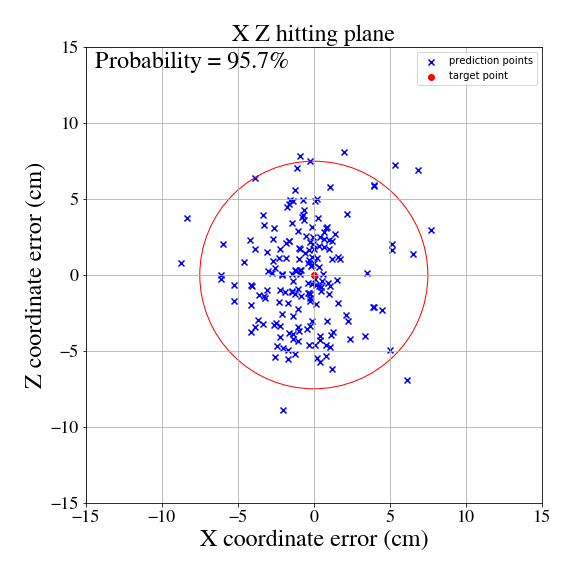 X Z hitting plane
Probability = 95.7%
prediction points
target point
15
10
5
0
−5
−10
−15
Z coordinate error (cm)
−15 −10 −5 0 5 10 15
X coordinate error (cm)